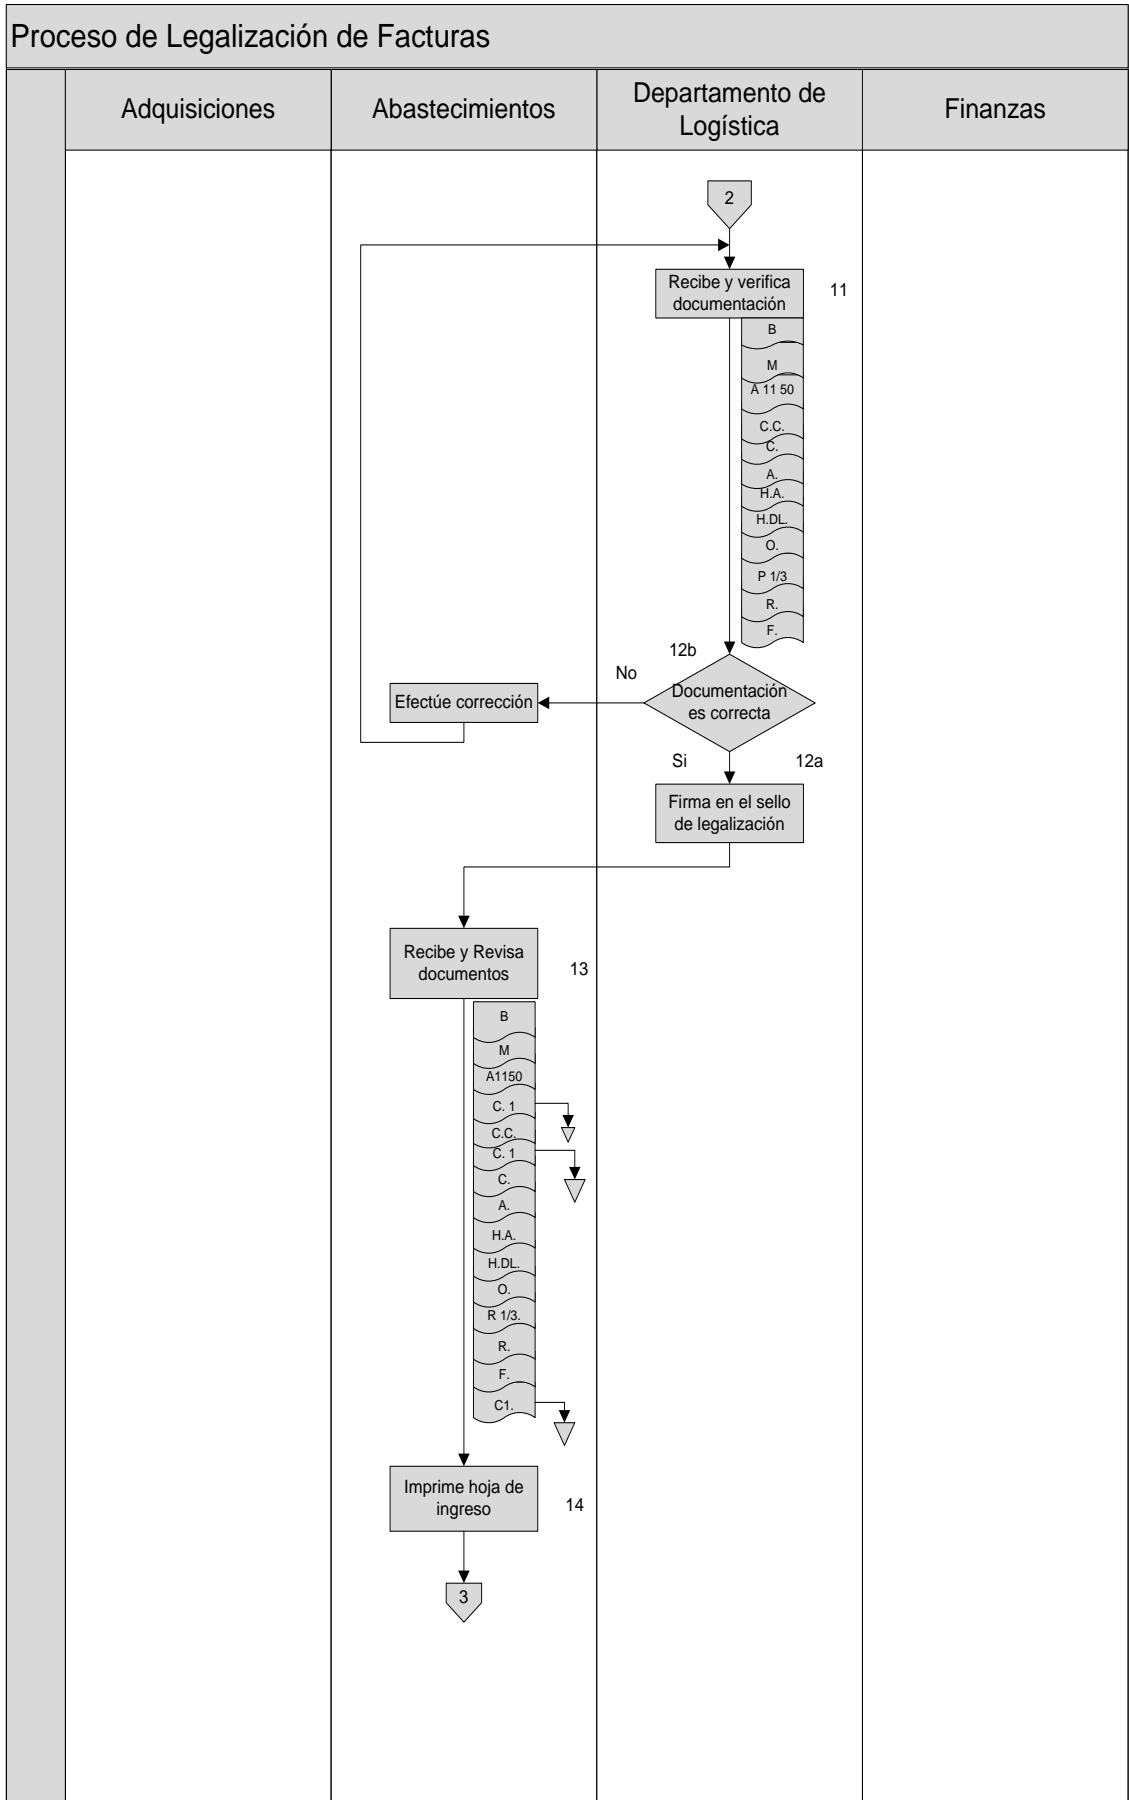 Proceso de Legalización de Facturas
Adquisiciones
Abastecimientos
Departamento de
Logística
Finanzas
2
Recibe y verifica
documentación
11
B
M
A 11 50
C.C.
C.
A.
H.A.
H.DL.
O.
P 1/3
R.
F.
12b
No
Documentación
es correcta
Efectúe corrección
Si
12a
Firma en el sello
de legalización
Recibe y Revisa
documentos
13
B
M
A1150
C. 1
C.C.
C. 1
C.
A.
H.A.
H.DL.
O.
R 1/3.
R.
F.
C1.
Imprime hoja de
ingreso
14
3